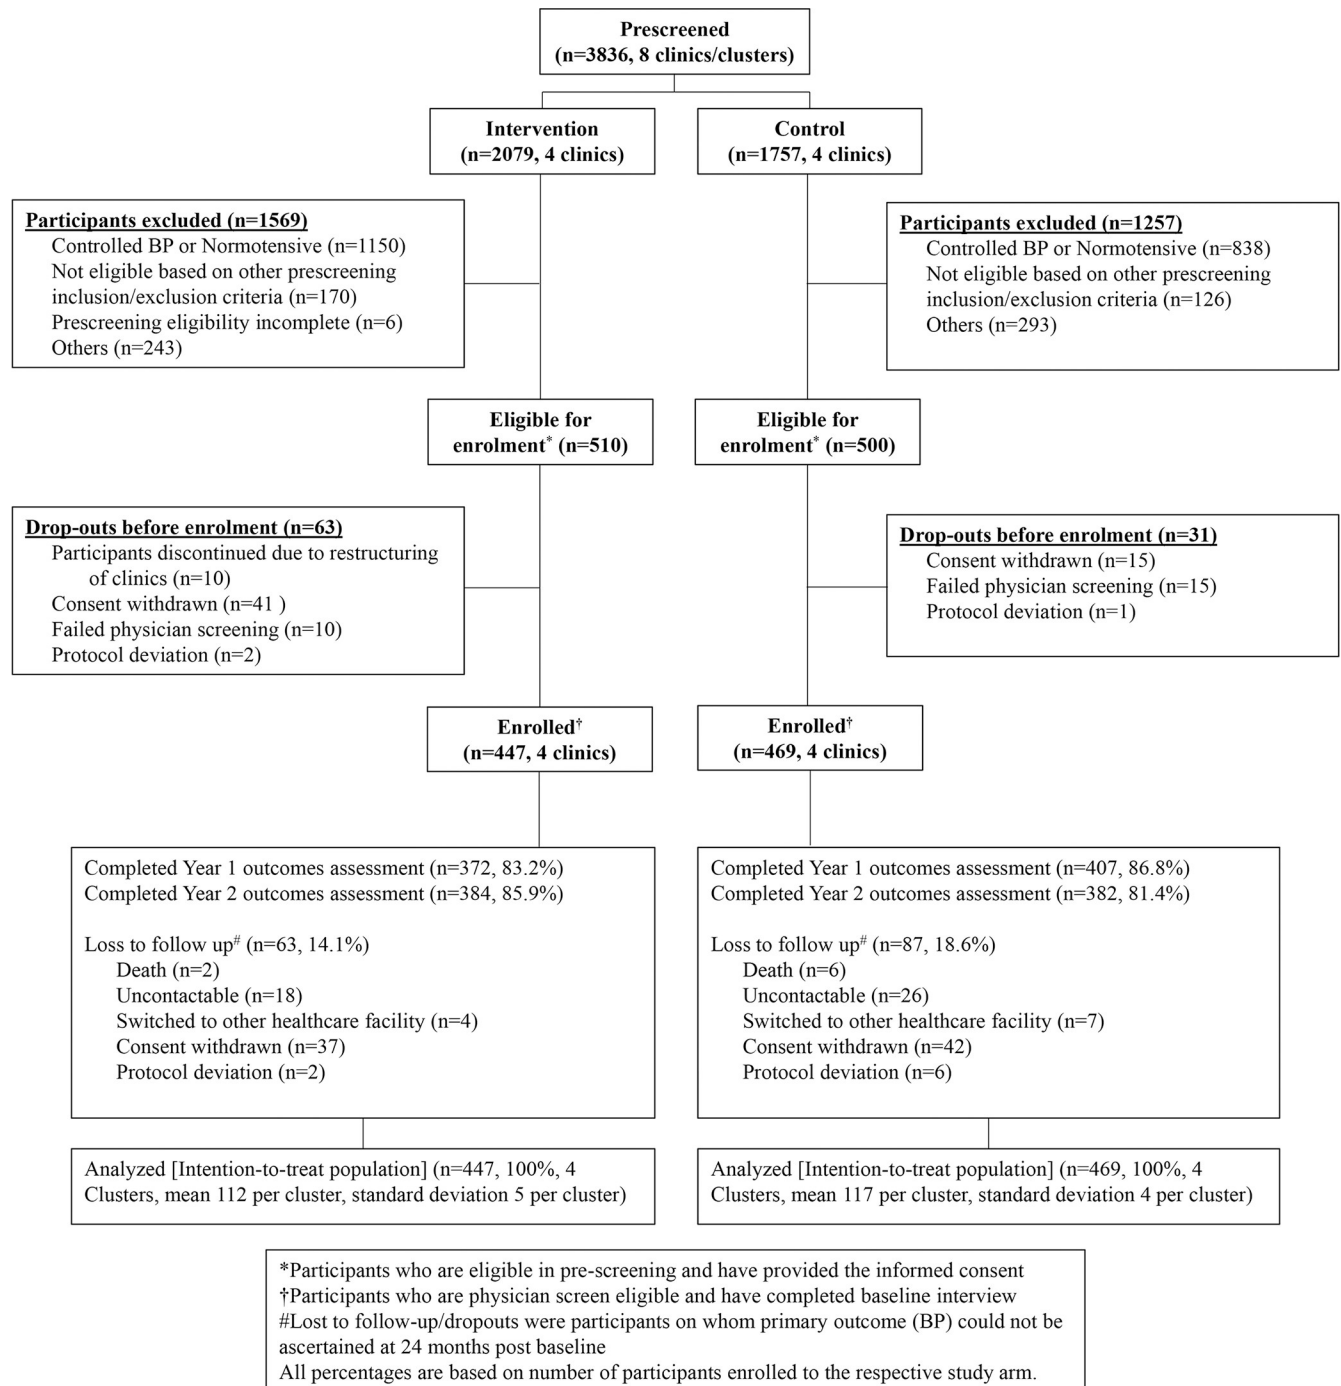 Prescreened
(n=3836, 8 clinics/clusters)
Intervention
(n=2079, 4 clinics)
Control
(n=1757, 4 clinics)
Participants excluded (n=1569)
Controlled BP or Normotensive (n=1150)
Not eligible based on other prescreening
inclusion/exclusion criteria (n=170)
Prescreening eligibility incomplete (n=6)
Others (n=243)
Participants excluded (n=1257)
Controlled BP or Normotensive (n=838)
Not eligible based on other prescreening
inclusion/exclusion criteria (n=126)
Others (n=293)
Eligible for
enrolment* (n=510)
Eligible for
enrolment* (n=500)
Drop-outs before enrolment (n=63)
Participants discontinued due to restructuring
of clinics (n=10)
Consent withdrawn (n=41 )
Failed physician screening (n=10)
Protocol deviation (n=2)
Drop-outs before enrolment (n=31)
Consent withdrawn (n=15)
Failed physician screening (n=15)
Protocol deviation (n=1)
Enrolled†
(n=447, 4 clinics)
Enrolled†
(n=469, 4 clinics)
Completed Year 1 outcomes assessment (n=372, 83.2%)
Completed Year 2 outcomes assessment (n=384, 85.9%)
Loss to follow up# (n=63, 14.1%)
Death (n=2)
Uncontactable (n=18)
Switched to other healthcare facility (n=4)
Consent withdrawn (n=37)
Protocol deviation (n=2)
Completed Year 1 outcomes assessment (n=407, 86.8%)
Completed Year 2 outcomes assessment (n=382, 81.4%)
Loss to follow up# (n=87, 18.6%)
Death (n=6)
Uncontactable (n=26)
Switched to other healthcare facility (n=7)
Consent withdrawn (n=42)
Protocol deviation (n=6)
Analyzed [Intention-to-treat population] (n=447, 100%, 4
Clusters, mean 112 per cluster, standard deviation 5 per cluster)
Analyzed [Intention-to-treat population] (n=469, 100%, 4
Clusters, mean 117 per cluster, standard deviation 4 per cluster)
*Participants who are eligible in pre-screening and have provided the informed consent
†Participants who are physician screen eligible and have completed baseline interview
#Lost to follow-up/dropouts were participants on whom primary outcome (BP) could not be
ascertained at 24 months post baseline
All percentages are based on number of participants enrolled to the respective study arm.